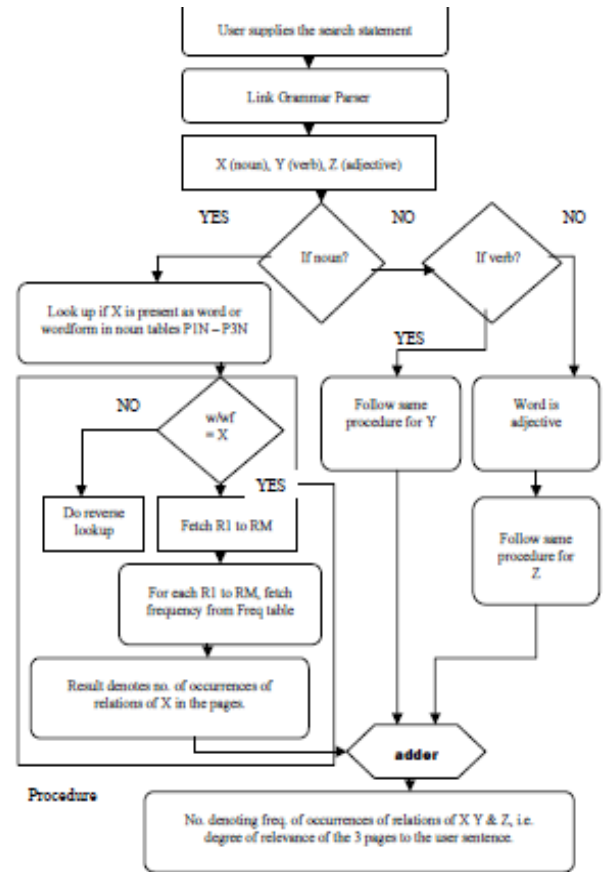 User supplies the search statement
Link Grammar Parser
X (noun), Y (verb), Z (adjective)
YES
NO
NO
If noun?
If verb?
Look up if X is present as word or
wordform in noun tables P1N – P3N
YES
NO
w/wf
= X
Follow same
procedure for Y
Word is
adjective
YES
Do reverse
lookup
Fetch R1 to RM
Follow same
procedure for
Z
For each R1 to RM, fetch
frequency from Freq table
Result denotes no. of occurrences of
relations of X in the pages.
adder
Procedure
No. denoting freq. of occurrences of relations of X Y & Z, i.e.
degree of relevance of the 3 pages to the user sentence.